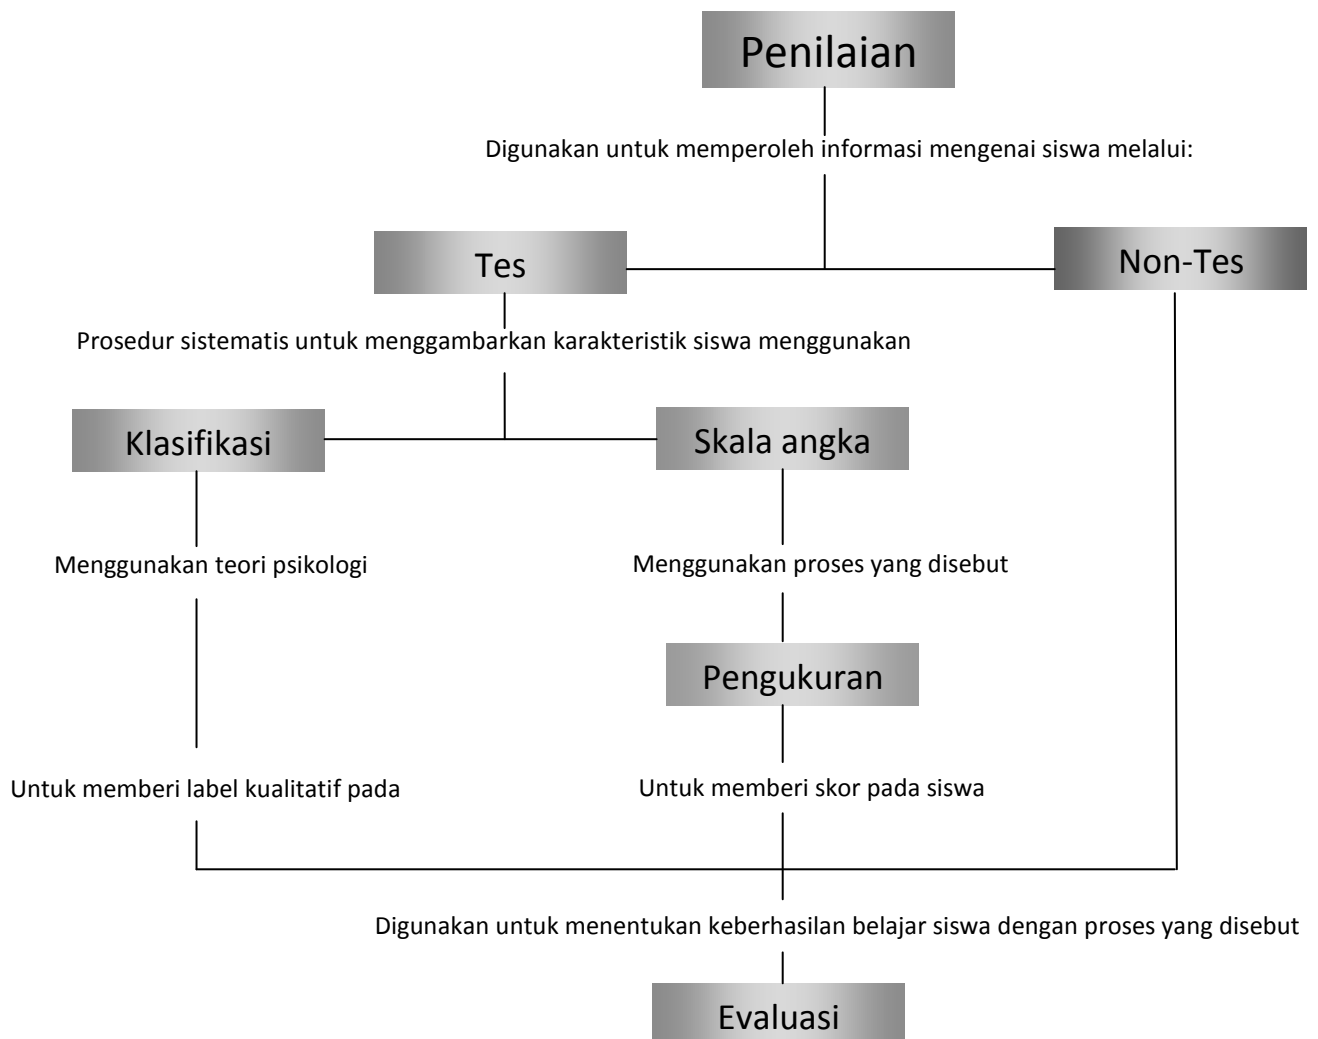 Penilaian
Digunakan untuk memperoleh informasi mengenai siswa melalui:
Tes
Non-Tes
Prosedur sistematis untuk menggambarkan karakteristik siswa menggunakan
Klasifikasi
Skala angka
Menggunakan teori psikologi
Menggunakan proses yang disebut
Pengukuran
Untuk memberi label kualitatif pada
Untuk memberi skor pada siswa
Digunakan untuk menentukan keberhasilan belajar siswa dengan proses yang disebut
Evaluasi